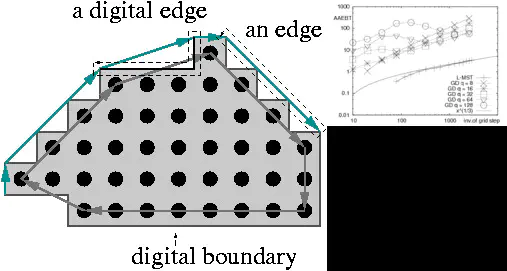 a digital edge
an edge
digital boundary
AAEBT
1000
100
10
1
0.1
0.01
10
100
1000
inv.of grid step
L-MST
GD q = 8
GD q = 16
GD q = 32
GD q = 64
GD q = 128
x^(1/3)